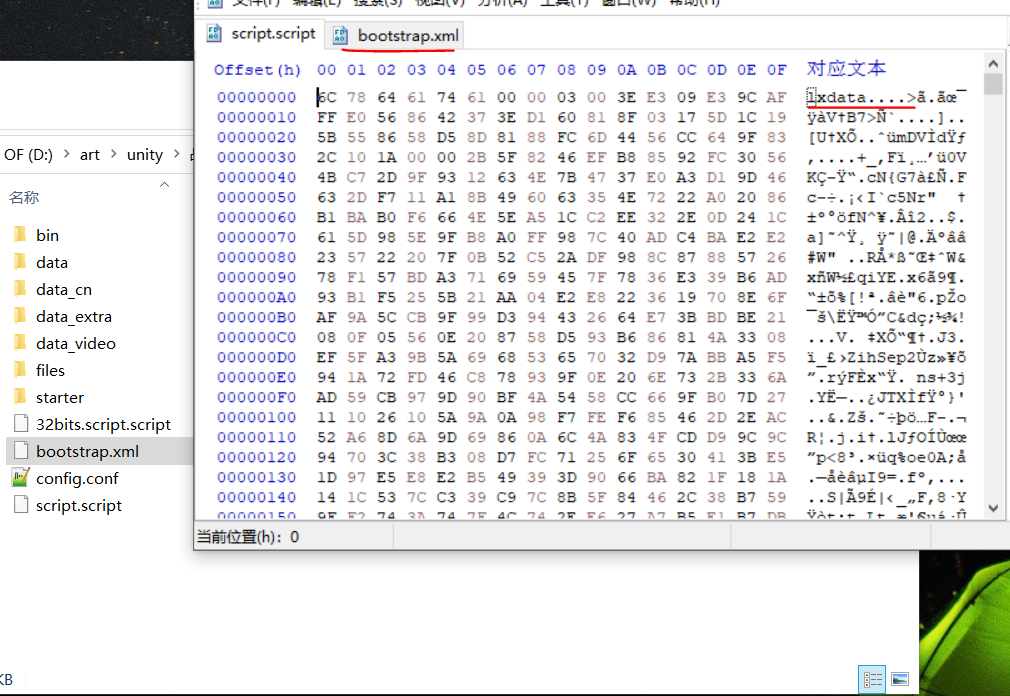 文件(F) 编辑(E) 搜索(S) 视图(V) 分析(A) 工具(T) 窗口(W) 帮助(H)
script.script bootstrap.xml
Offset(h) 00 01 02 03 04 05 06 07 08 09 0A 0B 0C 0D 0E 0F 对应文本
00000000 6C 78 64 61 74 61 00 00 03 00 3E E3 09 E3 9C AF lxdata....>ã.ãœ¯
00000010 FF E0 56 86 42 37 3E D1 60 81 8F 03 17 5D 1C 19 ÿàV†B7>Ñ`....]..
00000020 5B 55 86 58 D5 8D 81 88 FC 6D 44 56 CC 64 9F 83 [U†XÕ..ˆümDVÌdŸƒ
00000030 2C 10 1A 00 00 2B 5F 82 46 EF B8 85 92 FC 30 56 ,....+_‚Fï¸…’ü0V
00000040 4B C7 2D 9F 93 12 63 4E 7B 47 37 E0 A3 D1 9D 46 KÇ-Ÿ“.cN{G7à£Ñ.F
00000050 63 2D F7 11 A1 8B 49 60 63 35 4E 72 22 A0 20 86 c-÷.¡‹I`c5Nr"  †
00000060 B1 BA B0 F6 66 4E 5E A5 1C C2 EE 32 2E 0D 24 1C ±º°öfN^¥.Âî2..$.
00000070 61 5D 98 5E 9F B8 A0 FF 98 7C 40 AD C4 BA E2 E2 a]˜^Ÿ¸ ÿ˜|@.Äºââ
00000080 23 57 22 20 7F 0B 52 C5 2A DF 98 8C 87 88 57 26 #W" ..RÅ*ß˜Œ‡ˆW&
00000090 78 F1 57 BD A3 71 69 59 45 7F 78 36 E3 39 B6 AD xñW½£qiYE.x6ã9¶.
000000A0 93 B1 F5 25 5B 21 AA 04 E2 E8 22 36 19 70 8E 6F “±õ%[!ª.âè"6.pŽo
000000B0 AF 9A 5C CB 9F 99 D3 94 43 26 64 E7 3B BD BE 21 ¯š\ËŸ™Ó”C&dç;½¾!
000000C0 08 0F 05 56 0E 20 87 58 D5 93 B6 86 81 4A 33 08 ...V. ‡XÕ“¶†.J3.
000000D0 EF 5F A3 9B 5A 69 68 53 65 70 32 D9 7A BB A5 F5 ï_£›ZihSep2Ùz»¥õ
000000E0 94 1A 72 FD 46 C8 78 93 9F 0E 20 6E 73 2B 33 6A ”.rýFÈx“Ÿ. ns+3j
000000F0 AD 59 CB 97 9D 90 BF 4A 54 58 CC 66 9F B0 7D 27 .YË—..¿JTXÌfŸ°}'
00000100 11 10 26 10 5A 9A 0A 98 F7 FE F6 85 46 2D 2E AC ..&.Zš.˜÷þö…F-.¬
00000110 52 A6 8D 6A 9D 69 86 0A 6C 4A 83 4F CD D9 9C 9C R¦.j.i†.lJƒOÍÙœœ
00000120 94 70 3C 38 B3 08 D7 FC 71 25 6F 65 30 41 3B E5 ”p<8³.×üq%oe0A;å
00000130 1D 97 E5 E8 E2 B5 49 39 3D 90 66 BA 82 1F 18 1A .—åèâµI9=.fº‚...
00000140 14 1C 53 7C C3 39 C9 7C 8B 5F 84 46 2C 38 B7 59 ..S|Ã9É|‹_„F,8·Y
00000150
当前位置(h): 0
OF (D:) > art > unity >
名称
bin
data
data_cn
data_extra
data_video
files
starter
32bits.script.script
bootstrap.xml
config.conf
script.script
KB